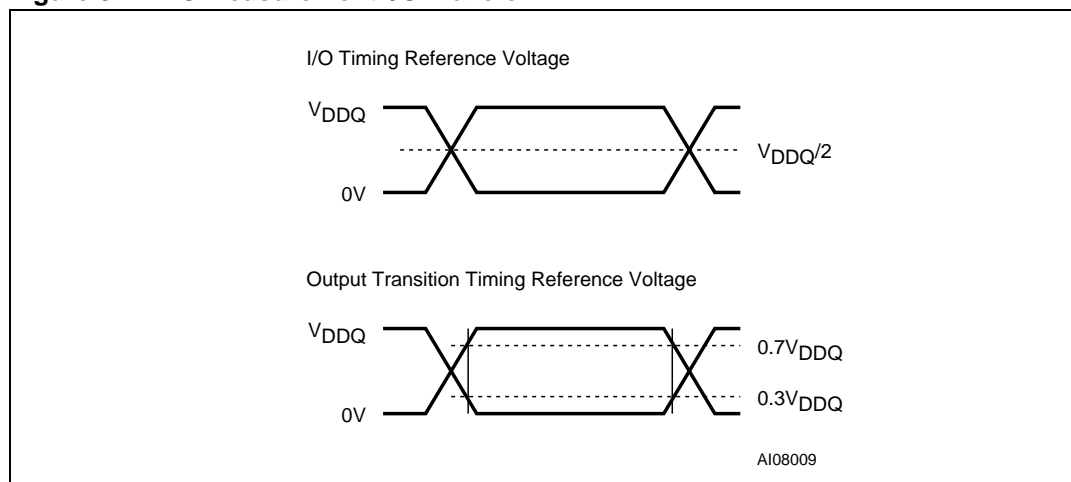 I/O Timing Reference Voltage
VDDQ
VDDQ/2
0V
Output Transition Timing Reference Voltage
VDDQ
0.7VDDQ
0.3VDDQ
0V
AI08009